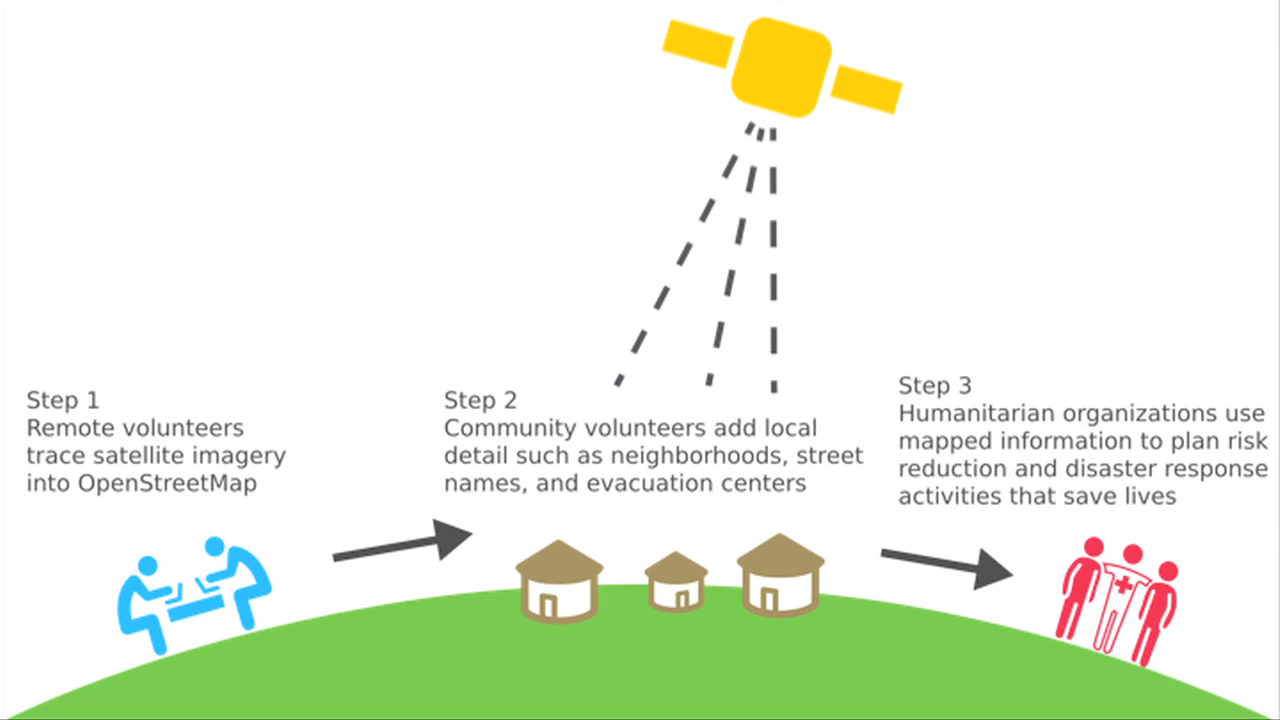 Step 1
Remote volunteers
trace satellite imagery
into OpenStreetMap
Step 2
Community volunteers add local
detail such as neighborhoods, street
names, and evacuation centers
Step 3
Humanitarian organizations use
mapped information to plan risk
reduction and disaster response
activities that save lives